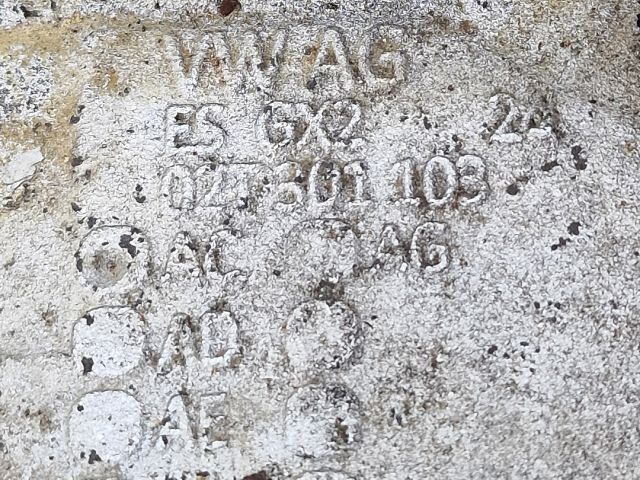 VW AG
ES GX2 24
02T 301 103
AC AG
AD
AE